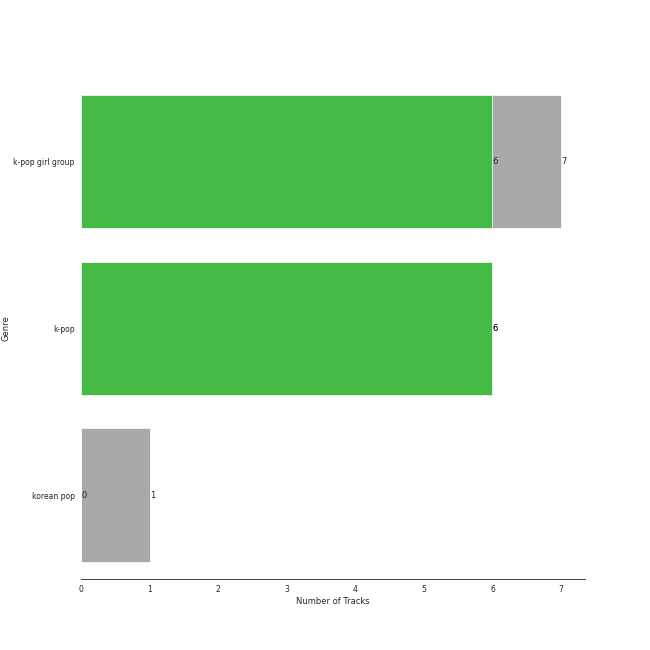 k-pop girl group
6
7
k-pop
6
korean pop
0
1
Genre
0 1 2 3 4 5 6 7
Number of Tracks